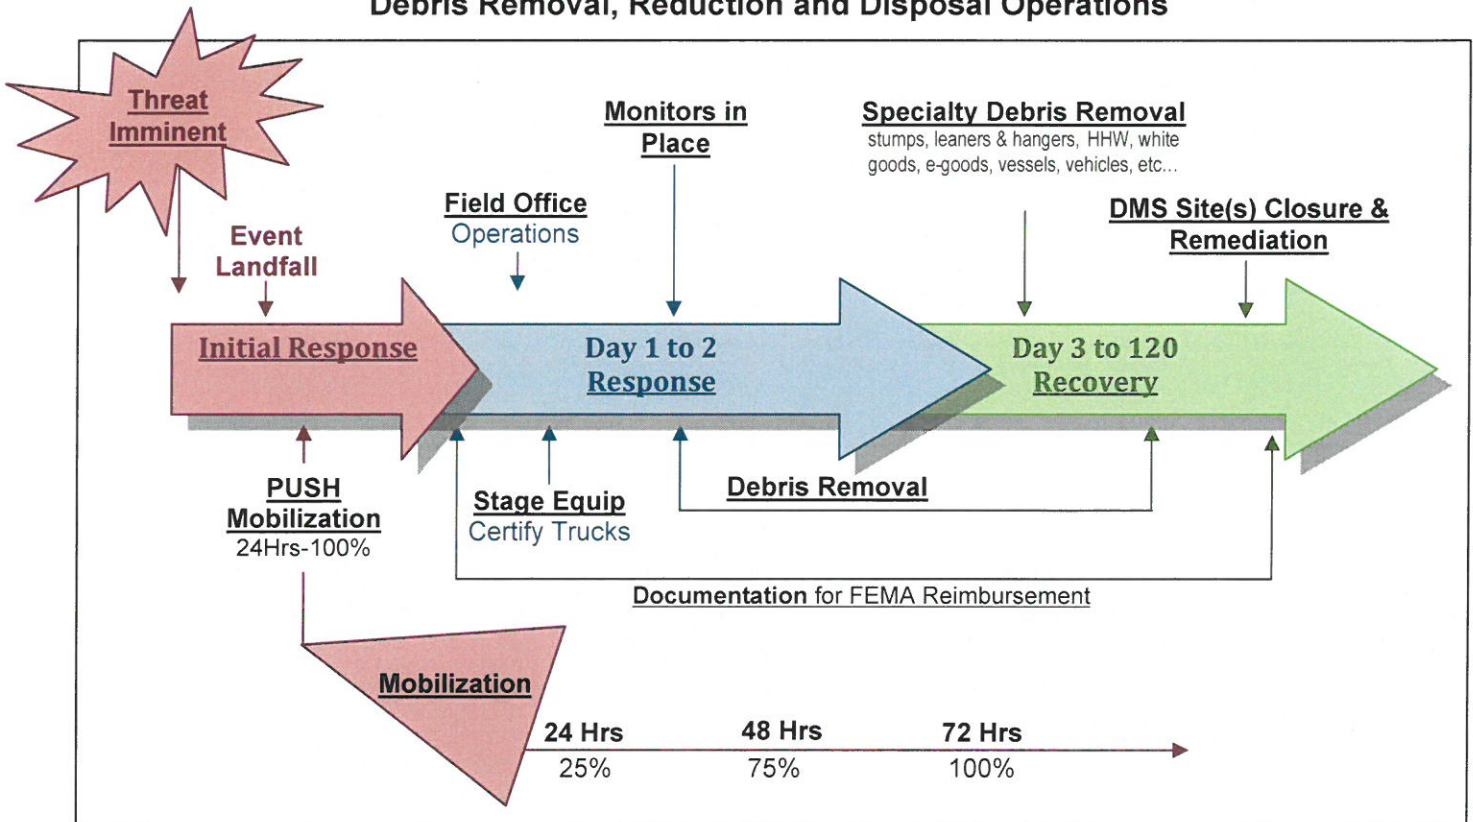 Debris Removal, Reduction and Disposal Operations
Threat
Imminent
Monitors in
Place
Specialty Debris Removal
stumps, leaners & hangers, HHW, white
goods, e-goods, vessels, vehicles, etc...
Field Office
Operations
DMS Site(s) Closure &
Remediation
Event
Landfall
Initial Response
Day 1 to 2
Response
Day 3 to 120
Recovery
PUSH
Mobilization
24Hrs-100%
Stage Equip
Certify Trucks
Debris Removal
Documentation for FEMA Reimbursement
Mobilization
24 Hrs
48 Hrs
72 Hrs
25%
75%
100%